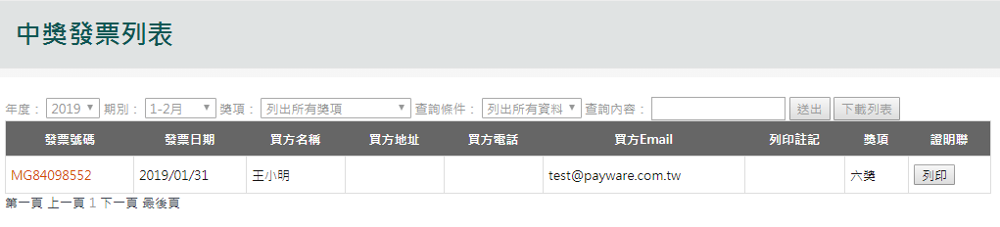 中獎發票列表
年度： 2019 期別： 1-2月 獎項： 列出所有獎項 查詢條件： 列出所有資料 查詢內容： 送出 下載列表
發票號碼 發票日期 買方名稱 買方地址 買方電話 買方Email 列印註記 獎項 證明聯
MG84098552 2019/01/31 王小明 test@payware.com.tw 六獎 列印
第一頁 上一頁 1 下一頁 最後頁